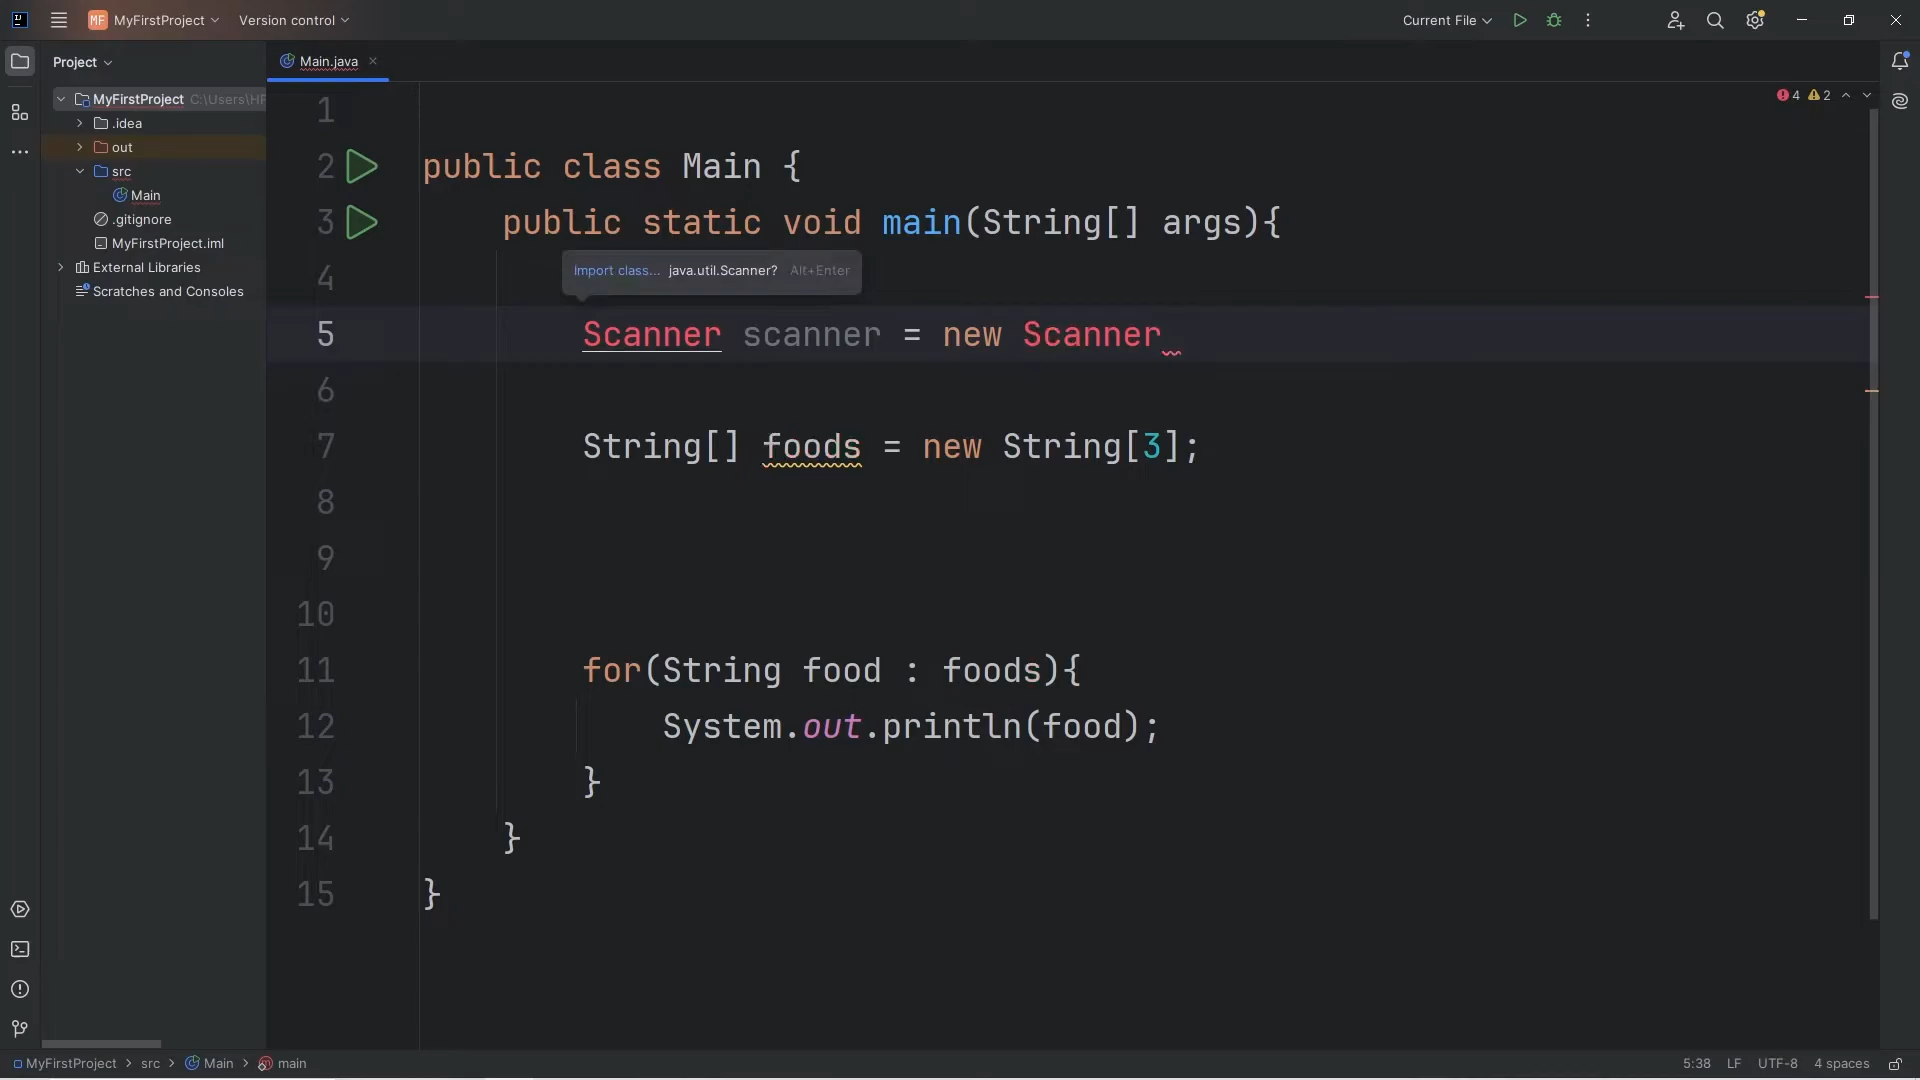 MF MyFirstProject Version control Current File
Project
Main.java
MyFirstProject C:\Users\HP
.idea
out
src
Main
.gitignore
MyFirstProject.iml
External Libraries
Scratches and Consoles
4 2
1
2 public class Main {
3 public static void main(String[] args){
Import class... java.util.Scanner? Alt+Enter
4
5 Scanner scanner = new Scanner
6
7 String[] foods = new String[3];
8
9
10
11 for(String food : foods){
12 System.out.println(food);
13 }
14 }
15 }
MyFirstProject > src > Main > main 5:38 LF UTF-8 4 spaces